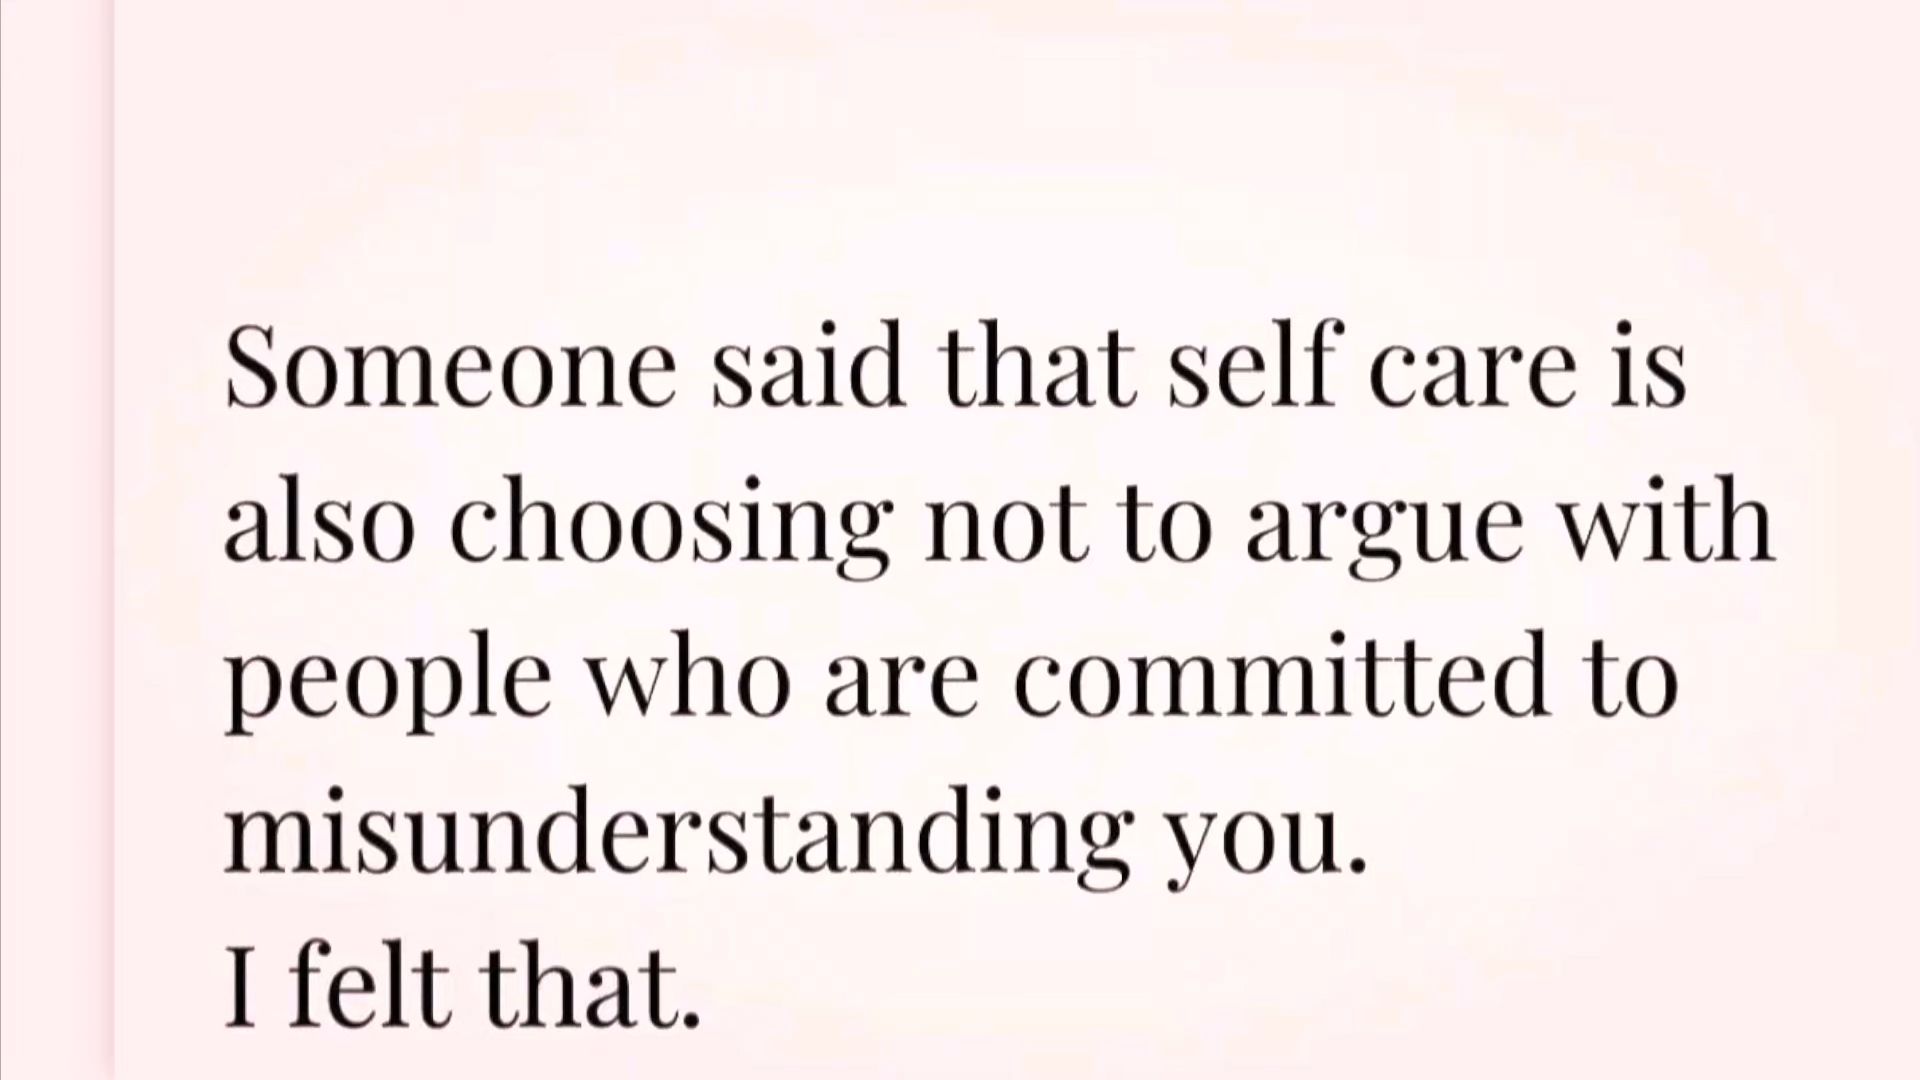 Someone said that self care is
also choosing not to argue with
people who are committed to
misunderstanding you.
I felt that.